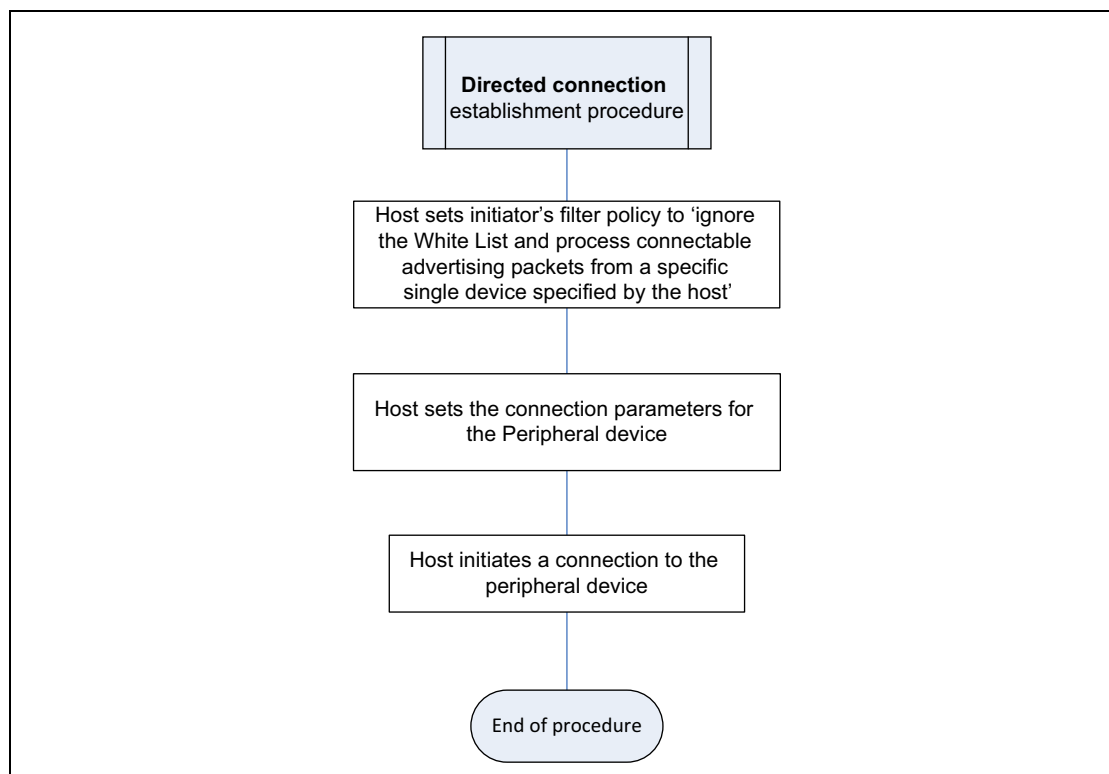 Directed connection
establishment procedure
Host sets initiator’s filter policy to ‘ignore
the White List and process connectable
advertising packets from a specific
single device specified by the host’
Host sets the connection parameters for
the Peripheral device
Host initiates a connection to the
peripheral device
End of procedure